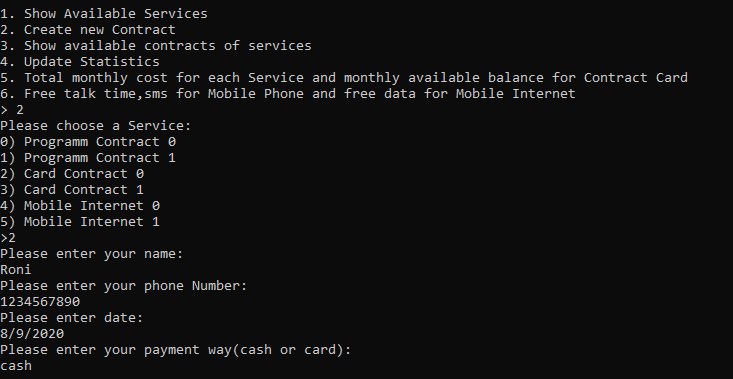 1. Show Available Services
2. Create new Contract
3. Show available contracts of services
4. Update Statistics
5. Total monthly cost for each Service and monthly available balance for Contract Card
6. Free talk time,sms for Mobile Phone and free data for Mobile Internet
> 2
Please choose a Service:
0) Programm Contract 0
1) Programm Contract 1
2) Card Contract 0
3) Card Contract 1
4) Mobile Internet 0
5) Mobile Internet 1
>2
Please enter your name:
Roni
Please enter your phone Number:
1234567890
Please enter date:
8/9/2020
Please enter your payment way(cash or card):
cash